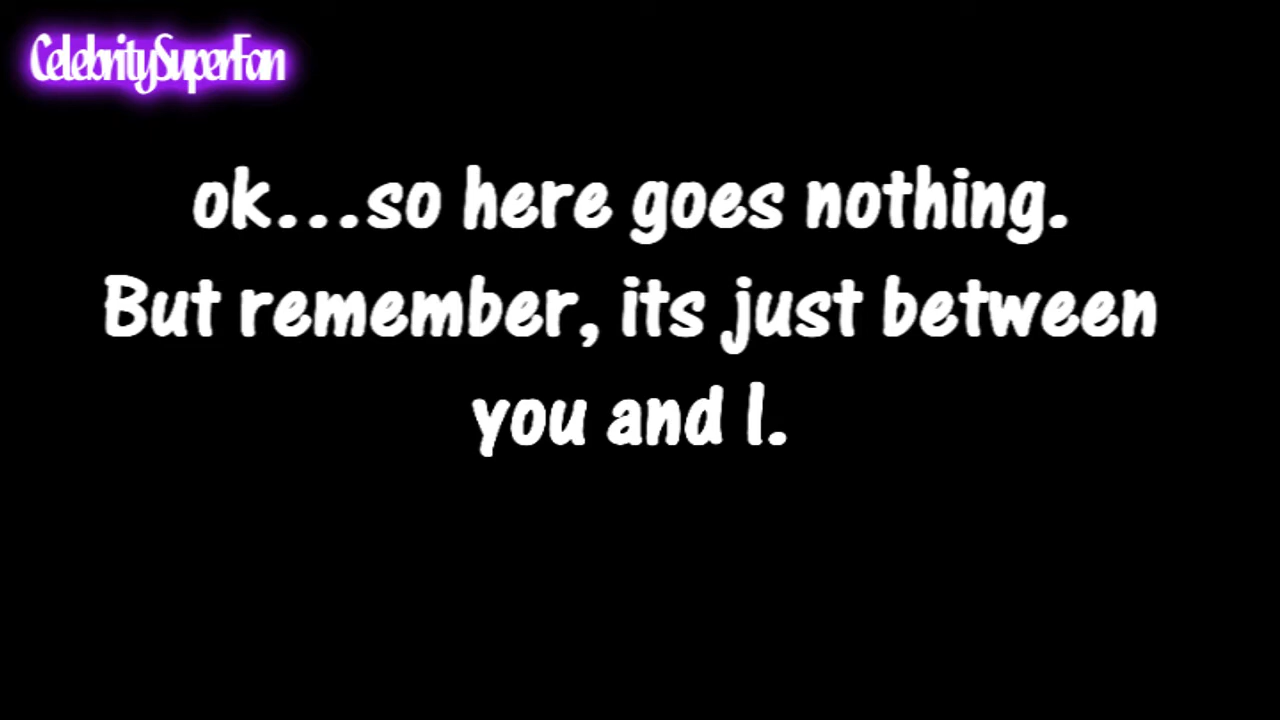 CelebritySuperFan
ok...so here goes nothing.
But remember, its just between
you and I.